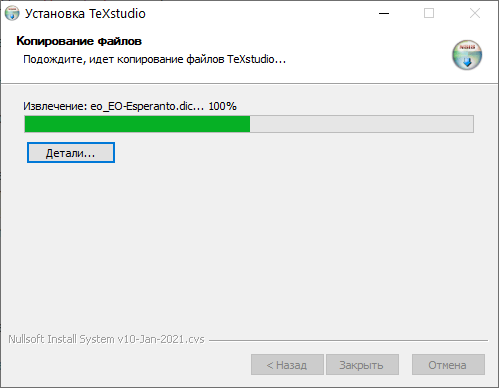 Установка TeXstudio
Копирование файлов
Подождите, идет копирование файлов TeXstudio...
Извлечение: eo_EO-Esperanto.dic... 100%
Детали...
Nullsoft Install System v10-Jan-2021.cvs
< Назад
Закрыть
Отмена